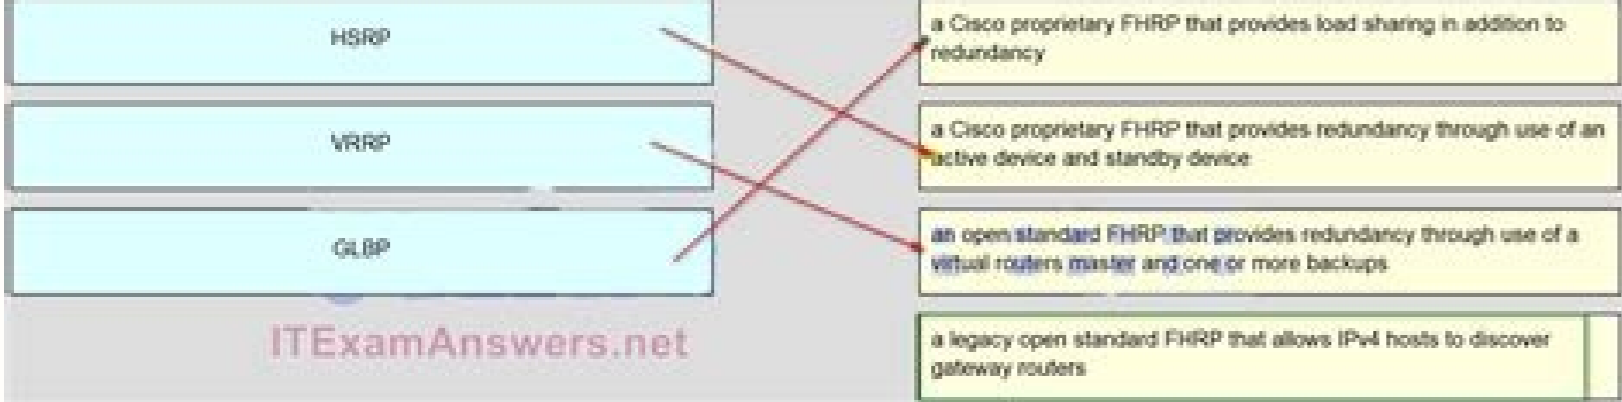 HSRP
VRRP
GLBP
ITExamAnswers.net
a Cisco proprietary FHRP that provides load sharing in addition to
redundancy
a Cisco proprietary FHRP that provides redundancy through use of an
active device and standby device
an open standard FHRP that provides redundancy through use of a
virtual routers master and one or more backups
a legacy open standard FHRP that allows IPv4 hosts to discover
gateway routers